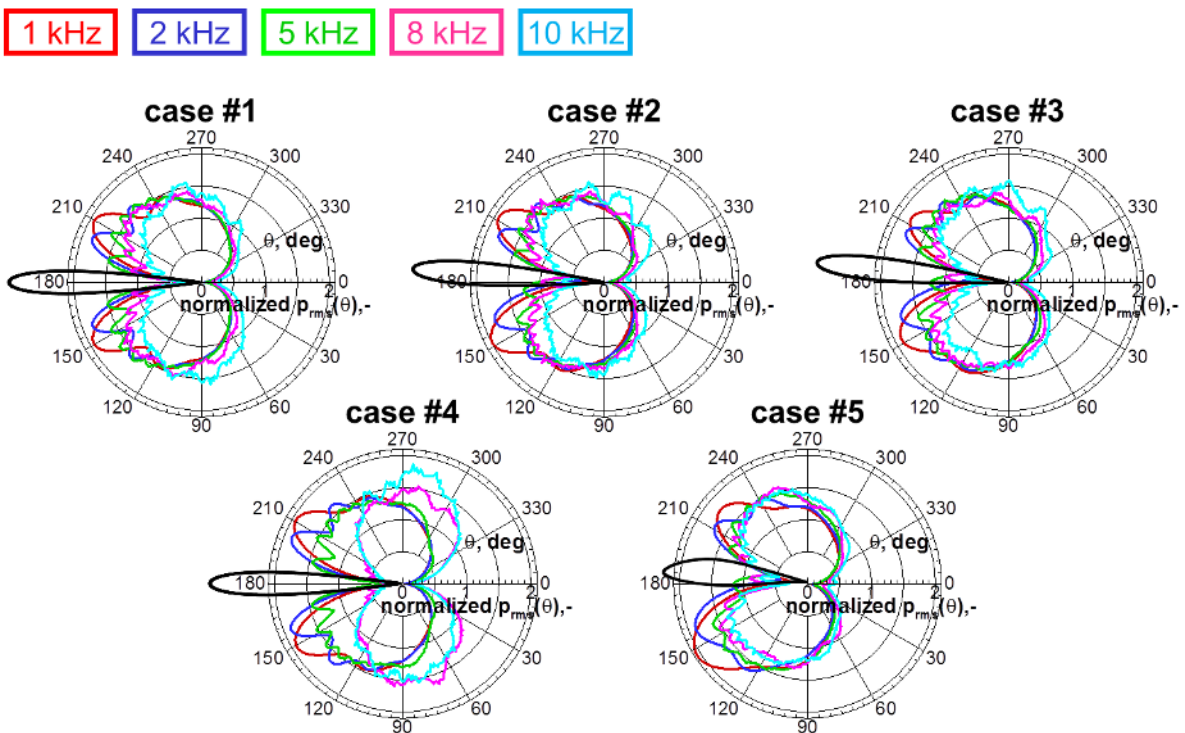 1 kHz 2 kHz 5 kHz 8 kHz 10 kHz
case #1 case #2 case #3
270 270 270
240 300 240 300 240 300
210 330 210 330 210 330
θ, deg θ, deg θ, deg
180 0 1 2 0 180 0 1 2 0 180 0 1 2 0
normalized p_rms(θ),- normalized p_rms(θ),- normalized p_rms(θ),-
150 30 150 30 150 30
120 60 120 60 120 60
90 90 90
case #4 case #5
270 270
240 300 240 300
210 330 210 330
θ, deg θ, deg
180 0 1 2 0 180 0 1 2 0
normalized p_rms(θ),- normalized p_rms(θ),-
150 30 150 30
120 60 120 60
90 90